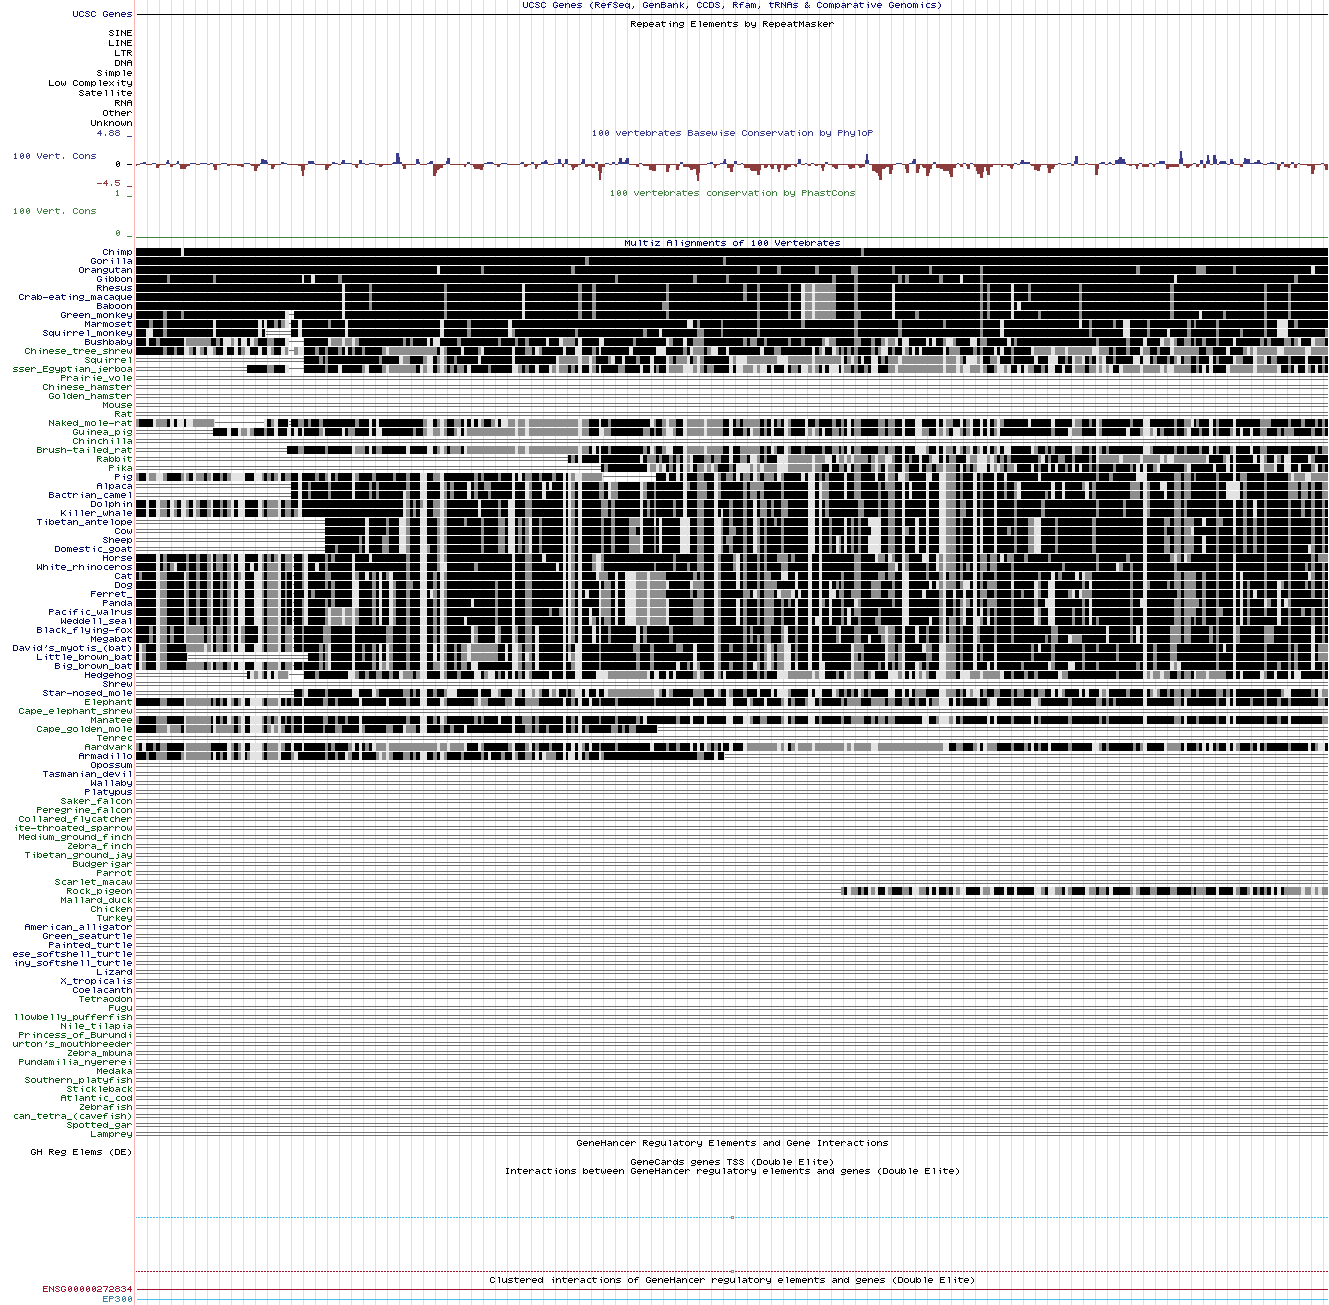 UCSC Genes (RefSeq, GenBank, CCDS, Rfam, tRNAs & Comparative Genomics)
UCSC Genes
Repeating Elements by RepeatMasker
SINE
LINE
LTR
DNA
Simple
Low Complexity
Satellite
RNA
Other
Unknown
4.88 _
100 vertebrates Basewise Conservation by PhyloP
100 Vert. Cons
0 _
-4.5 _
1 _
100 vertebrates conservation by PhastCons
100 Vert. Cons
0 _
Multiz Alignments of 100 Vertebrates
Chimp
Gorilla
Orangutan
Gibbon
Rhesus
Crab-eating_macaque
Baboon
Green_monkey
Marmoset
Squirrel_monkey
Bushbaby
Chinese_tree_shrew
Squirrel
sser_Egyptian_jerboa
Prairie_vole
Chinese_hamster
Golden_hamster
Mouse
Rat
Naked_mole-rat
Guinea_pig
Chinchilla
Brush-tailed_rat
Rabbit
Pika
Pig
Alpaca
Bactrian_camel
Dolphin
Killer_whale
Tibetan_antelope
Cow
Sheep
Domestic_goat
Horse
White_rhinoceros
Cat
Dog
Ferret_
Panda
Pacific_walrus
Weddell_seal
Black_flying-fox
Megabat
David's_myotis_(bat)
Little_brown_bat
Big_brown_bat
Hedgehog
Shrew
Star-nosed_mole
Elephant
Cape_elephant_shrew
Manatee
Cape_golden_mole
Tenrec
Aardvark
Armadillo
Opossum
Tasmanian_devil
Wallaby
Platypus
Saker_falcon
Peregrine_falcon
Collared_flycatcher
ite-throated_sparrow
Medium_ground_finch
Zebra_finch
Tibetan_ground_jay
Budgerigar
Parrot
Scarlet_macaw
Rock_pigeon
Mallard_duck
Chicken
Turkey
American_alligator
Green_seaturtle
Painted_turtle
ese_softshell_turtle
iny_softshell_turtle
Lizard
X_tropicalis
Coelacanth
Tetraodon
Fugu
llowbelly_pufferfish
Nile_tilapia
Princess_of_Burundi
urton's_mouthbreeder
Zebra_mbuna
Pundamilia_nyererei
Medaka
Southern_platyfish
Stickleback
Atlantic_cod
Zebrafish
can_tetra_(cavefish)
Spotted_gar
Lamprey
GeneHancer Regulatory Elements and Gene Interactions
GH Reg Elems (DE)
GeneCards genes TSS (Double Elite)
Interactions between GeneHancer regulatory elements and genes (Double Elite)
Clustered interactions of GeneHancer regulatory elements and genes (Double Elite)
ENSG00000272834
EP300